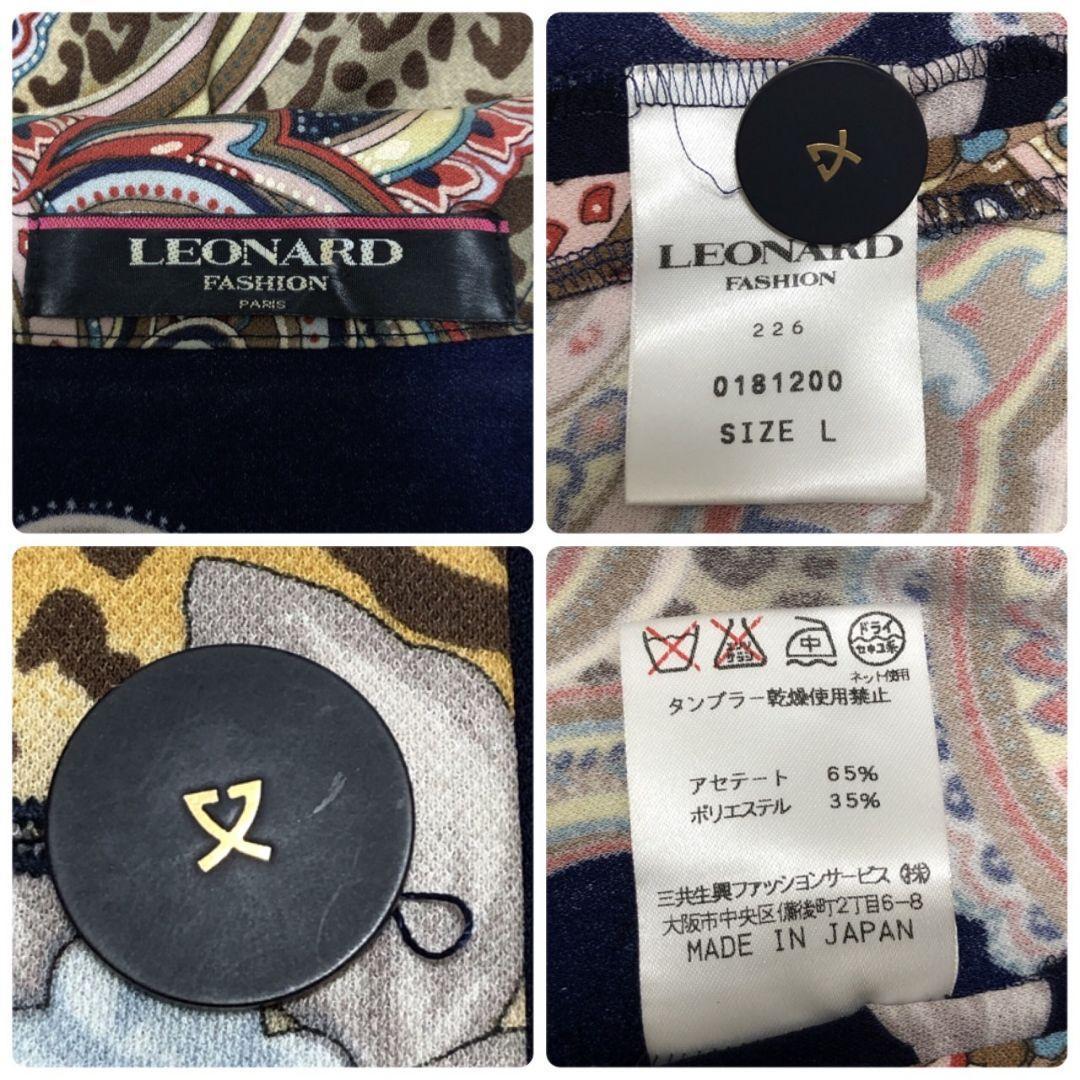 LEONARD
FASHION
PARIS
LEONARD
FASHION
226
0181200
SIZE L
中
ドライ
セキユ系
ネット使用
タンブラー乾燥使用禁止
アセテート 65%
ポリエステル 35%
三共生興ファッションサービス㈱
大阪市中央区備後町2丁目6-8
MADE IN JAPAN